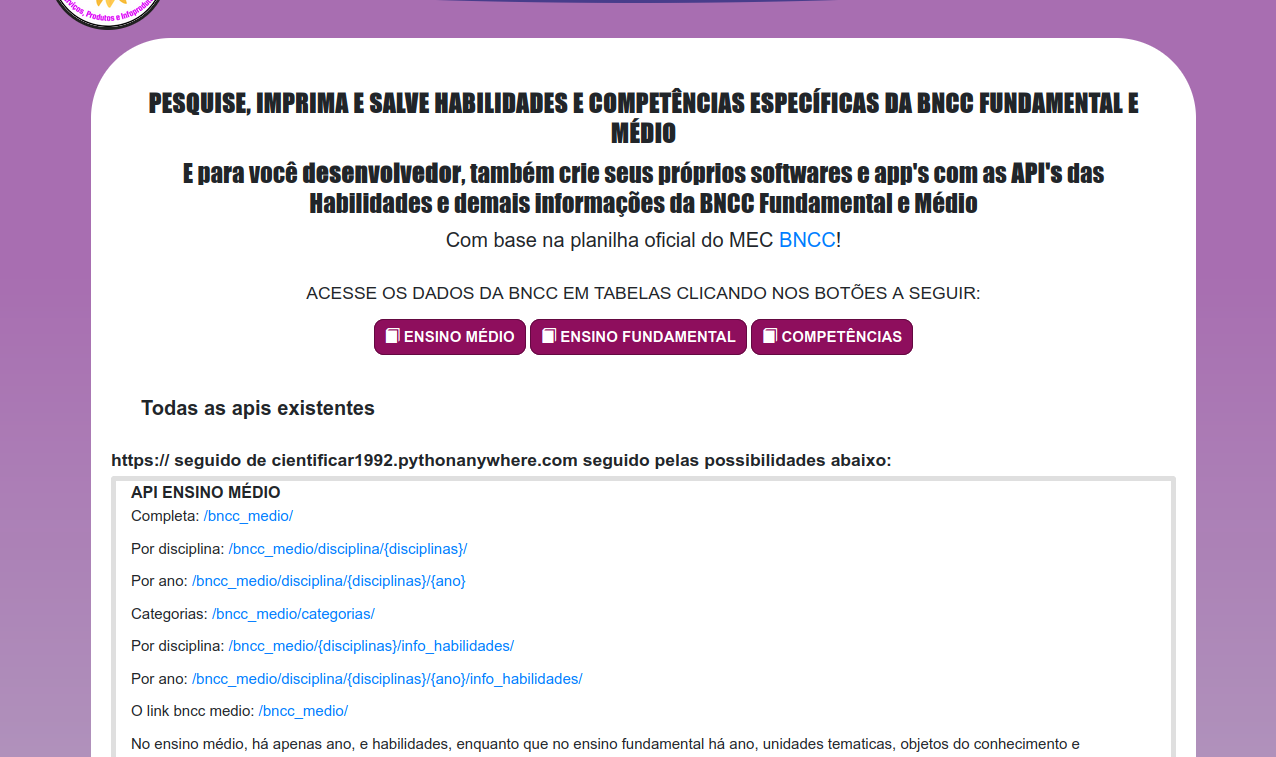 Serviços, Produtos e Infoprodutos
PESQUISE, IMPRIMA E SALVE HABILIDADES E COMPETÊNCIAS ESPECÍFICAS DA BNCC FUNDAMENTAL E
MÉDIO
E para você desenvolvedor, também crie seus próprios softwares e app's com as API's das
Habilidades e demais informações da BNCC Fundamental e Médio
Com base na planilha oficial do MEC BNCC!
ACESSE OS DADOS DA BNCC EM TABELAS CLICANDO NOS BOTÕES A SEGUIR:
ENSINO MÉDIO ENSINO FUNDAMENTAL COMPETÊNCIAS
Todas as apis existentes
https:// seguido de cientificar1992.pythonanywhere.com seguido pelas possibilidades abaixo:
API ENSINO MÉDIO
Completa: /bncc_medio/
Por disciplina: /bncc_medio/disciplina/{disciplinas}/
Por ano: /bncc_medio/disciplina/{disciplinas}/{ano}
Categorias: /bncc_medio/categorias/
Por disciplina: /bncc_medio/{disciplinas}/info_habilidades/
Por ano: /bncc_medio/disciplina/{disciplinas}/{ano}/info_habilidades/
O link bncc medio: /bncc_medio/
No ensino médio, há apenas ano, e habilidades, enquanto que no ensino fundamental há ano, unidades tematicas, objetos do conhecimento e